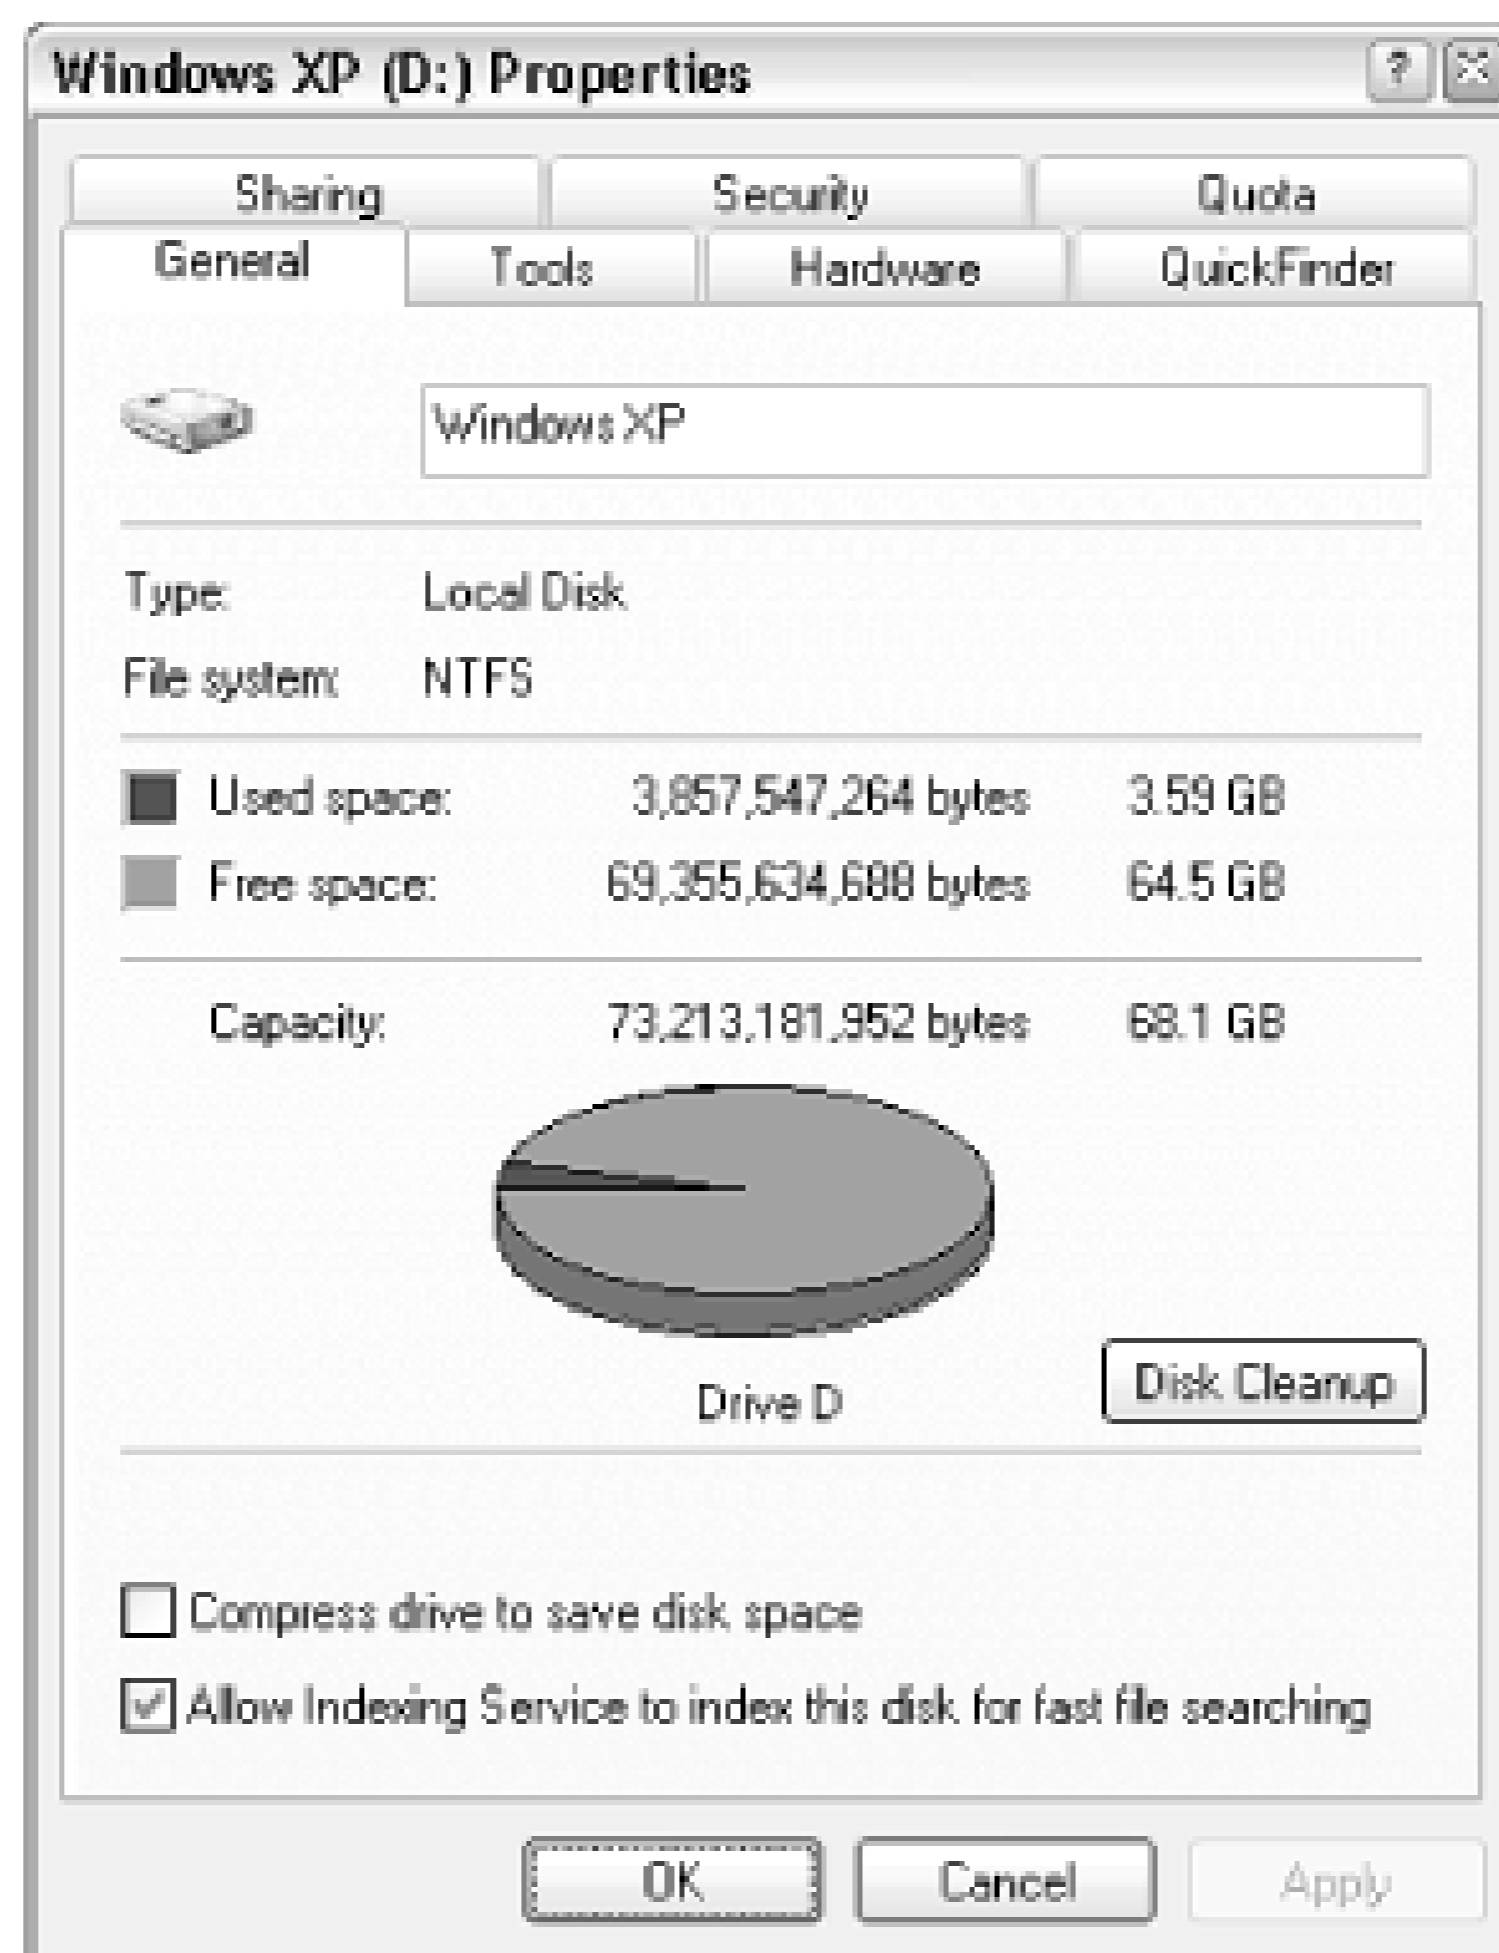 Windows XP (D:) Properties
Sharing Security Quota
General Tools Hardware QuickFinder
Windows XP
Type: Local Disk
File system: NTFS
Used space: 3,857,547,264 bytes 3.59 GB
Free space: 69,355,634,688 bytes 64.5 GB
Capacity: 73,213,181,952 bytes 68.1 GB
Drive D
Disk Cleanup
Compress drive to save disk space
Allow Indexing Service to index this disk for fast file searching
OK Cancel Apply